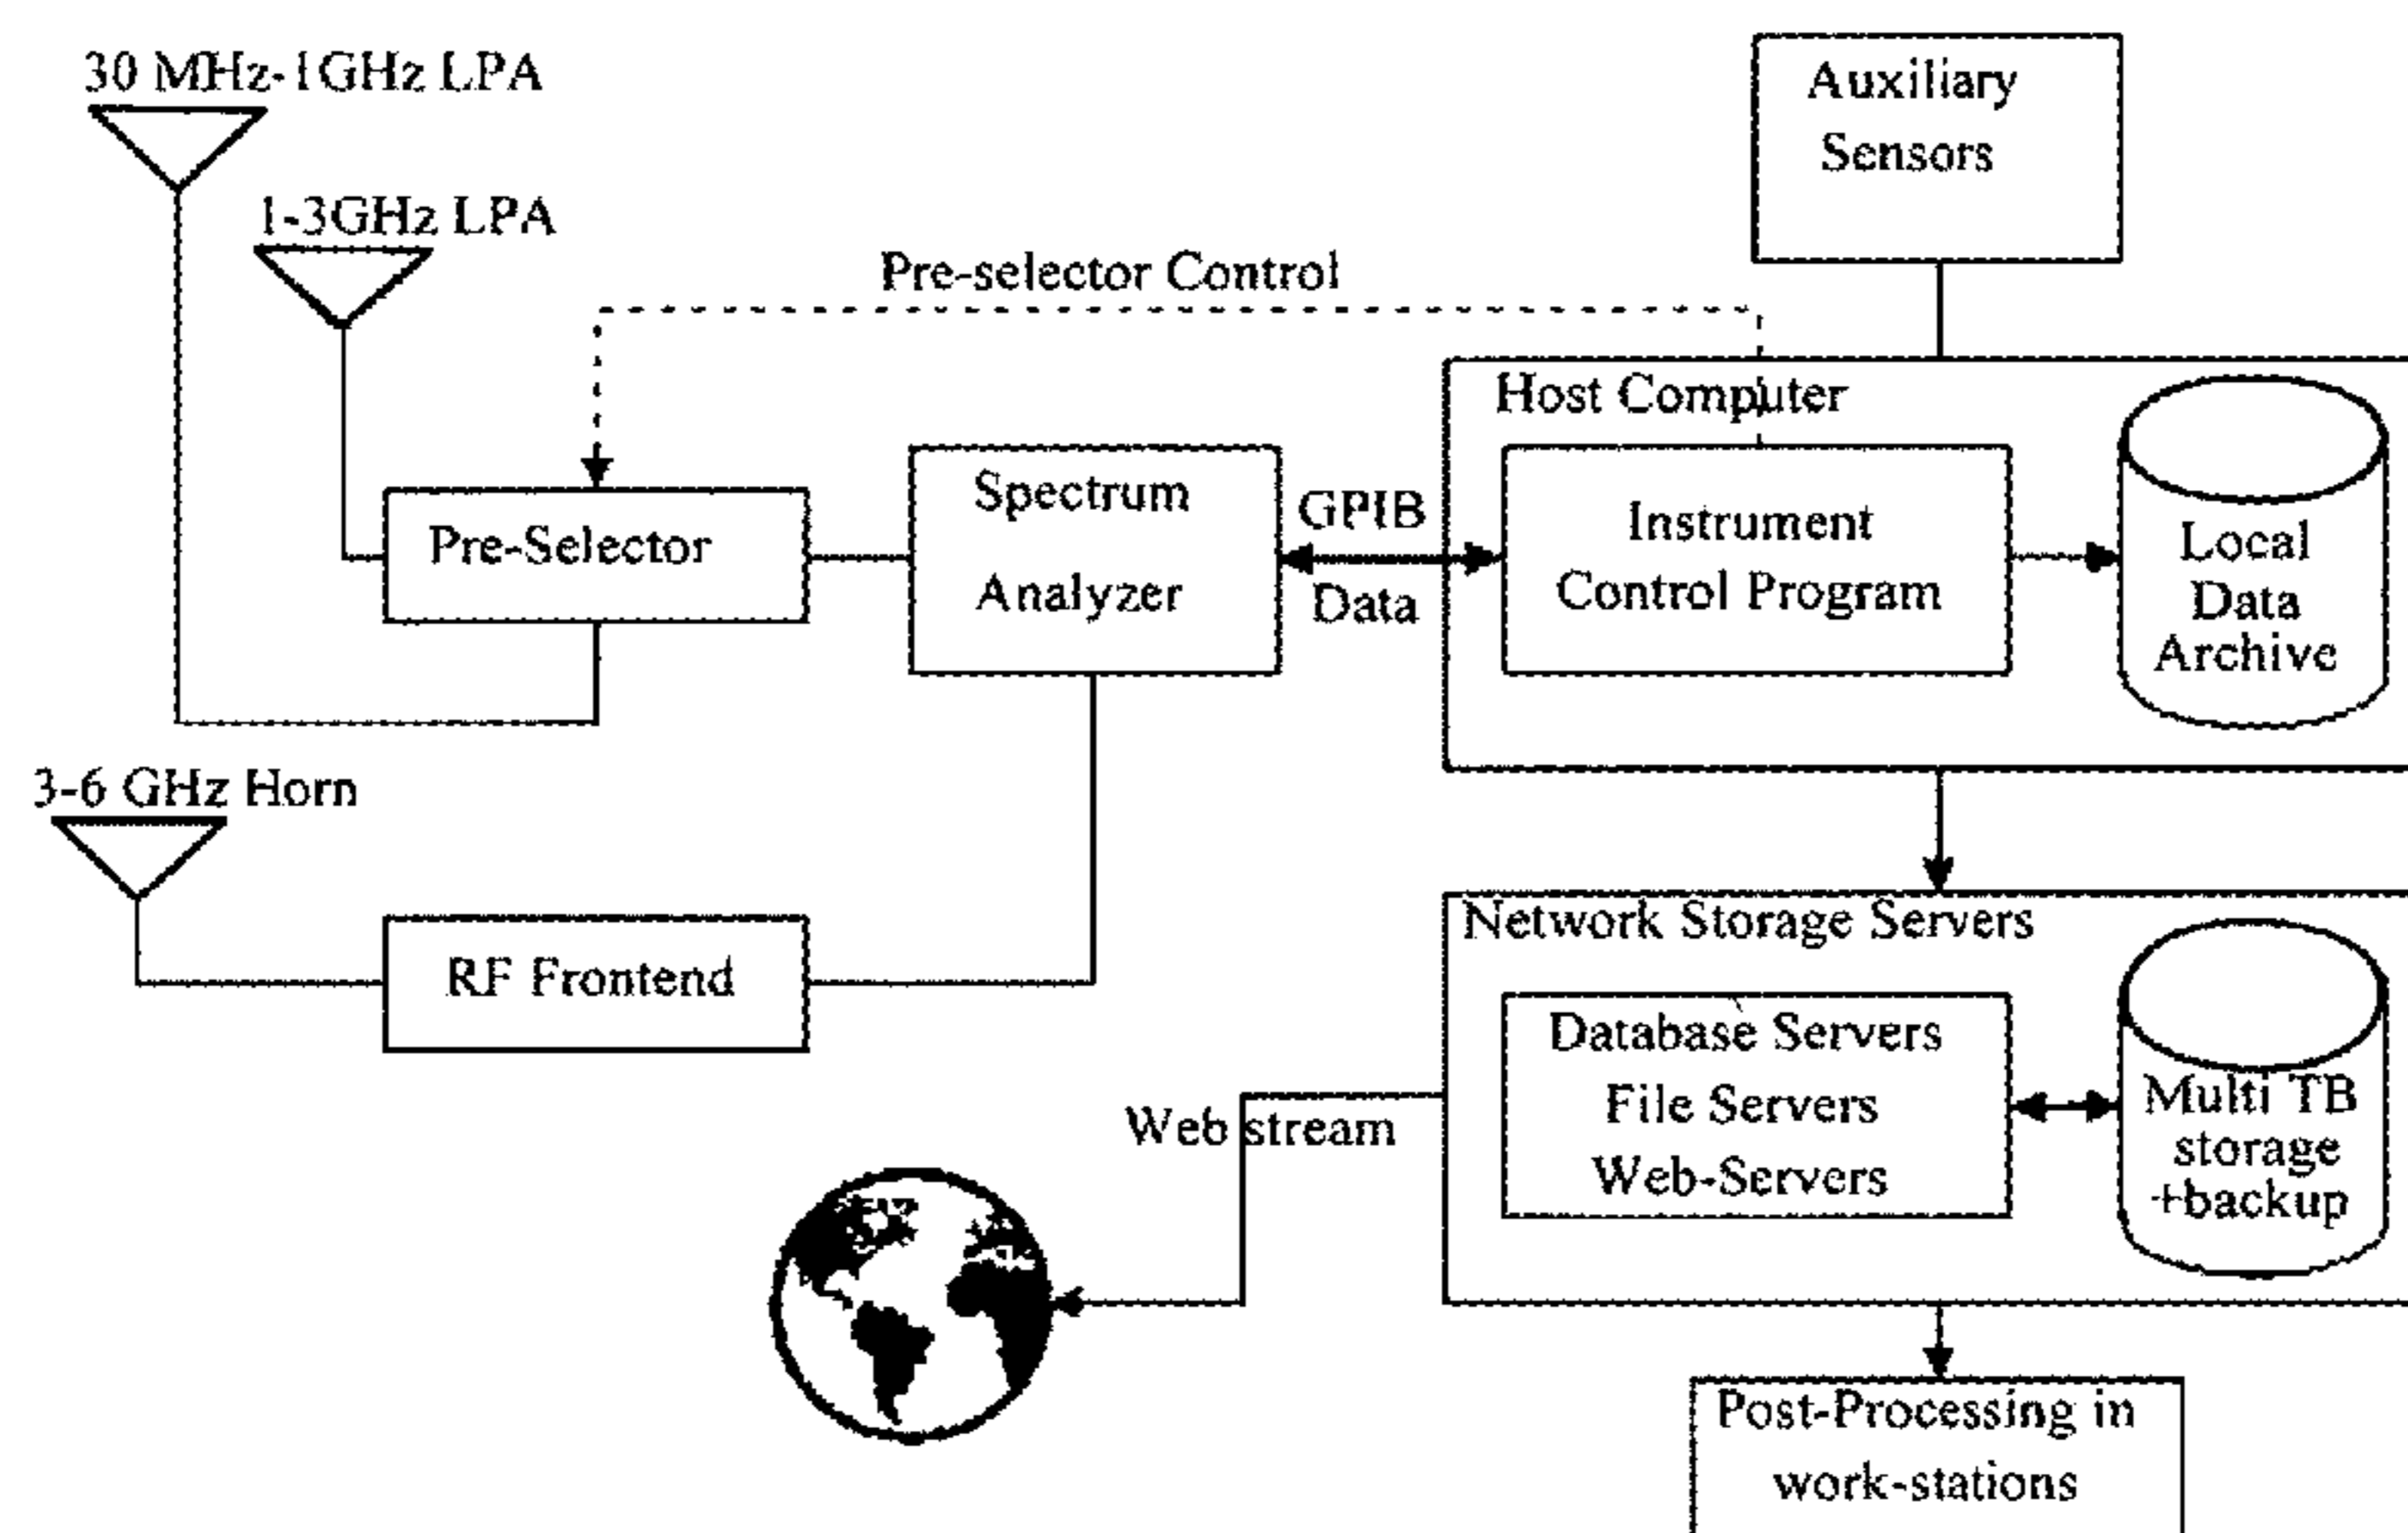 30 MHz-1GHz LPA
1-3GHz LPA
Auxiliary
Sensors
Pre-selector Control
Host Computer
Pre-Selector
Spectrum
Analyzer
GPIB
Data
Instrument
Control Program
Local
Data
Archive
3-6 GHz Horn
RF Frontend
Network Storage Servers
Database Servers
File Servers
Web-Servers
Multi TB
storage
+backup
Web stream
Post-Processing in
work-stations